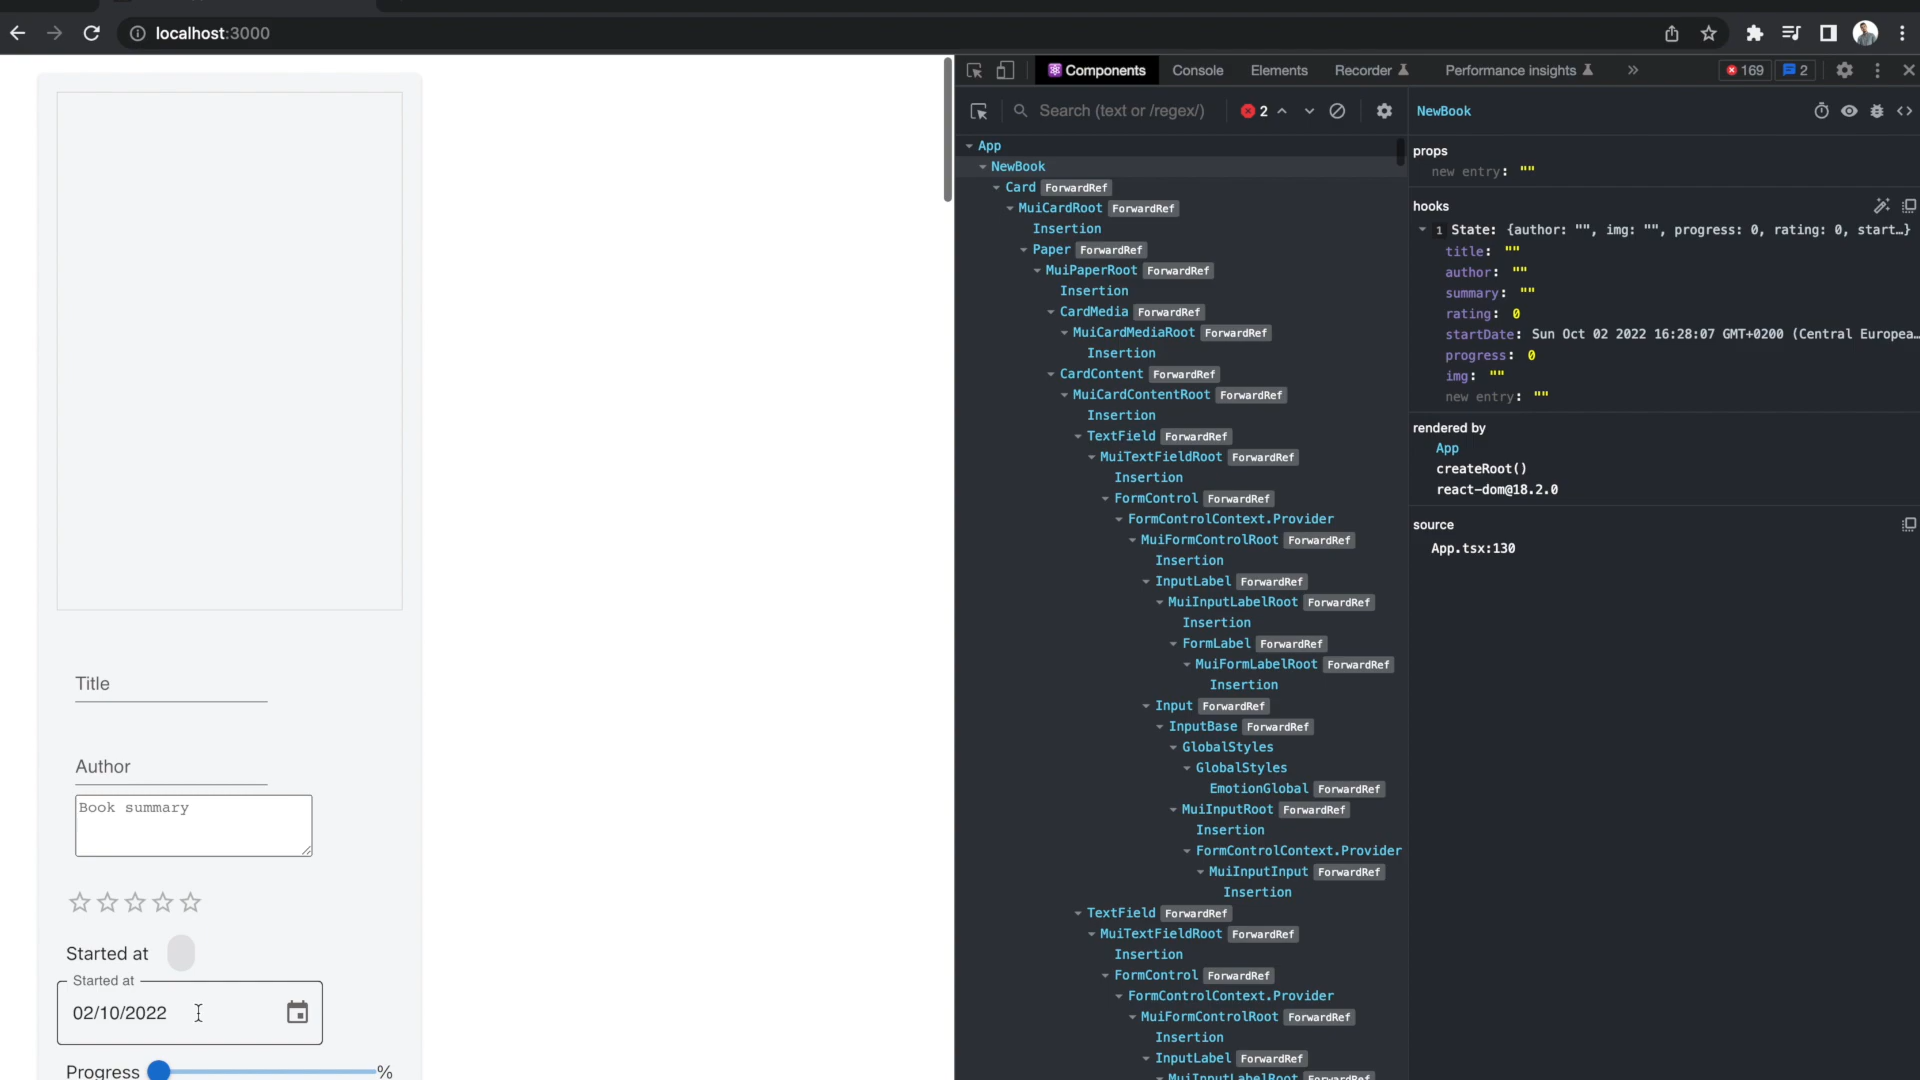 localhost:3000
Components Console Elements Recorder Performance insights » 169 2
Search (text or /regex/) 2
NewBook
App
NewBook
Card ForwardRef
MuiCardRoot ForwardRef
Insertion
Paper ForwardRef
MuiPaperRoot ForwardRef
Insertion
CardMedia ForwardRef
MuiCardMediaRoot ForwardRef
Insertion
CardContent ForwardRef
MuiCardContentRoot ForwardRef
Insertion
TextField ForwardRef
MuiTextFieldRoot ForwardRef
Insertion
FormControl ForwardRef
FormControlContext.Provider
MuiFormControlRoot ForwardRef
Insertion
InputLabel ForwardRef
MuiInputLabelRoot ForwardRef
Insertion
FormLabel ForwardRef
MuiFormLabelRoot ForwardRef
Insertion
Input ForwardRef
InputBase ForwardRef
GlobalStyles
GlobalStyles
EmotionGlobal ForwardRef
MuiInputRoot ForwardRef
Insertion
FormControlContext.Provider
MuiInputInput ForwardRef
Insertion
TextField ForwardRef
MuiTextFieldRoot ForwardRef
Insertion
FormControl ForwardRef
FormControlContext.Provider
MuiFormControlRoot ForwardRef
Insertion
InputLabel ForwardRef
MuiInputLabelRoot ForwardRef
props
new entry: ""
hooks
1 State: {author: "", img: "", progress: 0, rating: 0, start…}
title: ""
author: ""
summary: ""
rating: 0
startDate: Sun Oct 02 2022 16:28:07 GMT+0200 (Central Europea…
progress: 0
img: ""
new entry: ""
rendered by
App
createRoot()
react-dom@18.2.0
source
App.tsx:130
Title
Author
Book summary
Started at
Started at
02/10/2022
Progress %